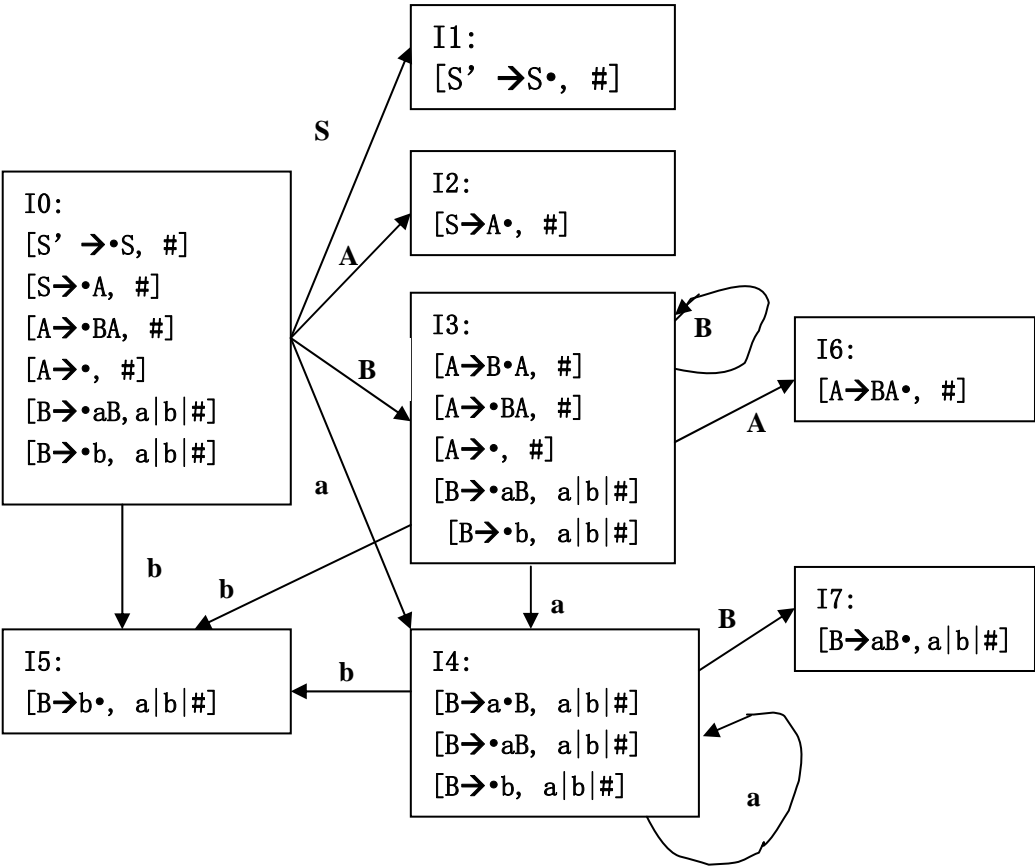 I1:
[S’ →S•, #]
S
I0:
[S’ →•S, #]
[S→•A, #]
[A→•BA, #]
[A→•, #]
[B→•aB,a|b|#]
[B→•b, a|b|#]
I2:
[S→A•, #]
A
I3:
[A→B•A, #]
[A→•BA, #]
[A→•, #]
[B→•aB, a|b|#]
[B→•b, a|b|#]
B
B
I6:
[A→BA•, #]
A
a
b
b
a
I5:
[B→b•, a|b|#]
b
I4:
[B→a•B, a|b|#]
[B→•aB, a|b|#]
[B→•b, a|b|#]
B
I7:
[B→aB•,a|b|#]
a